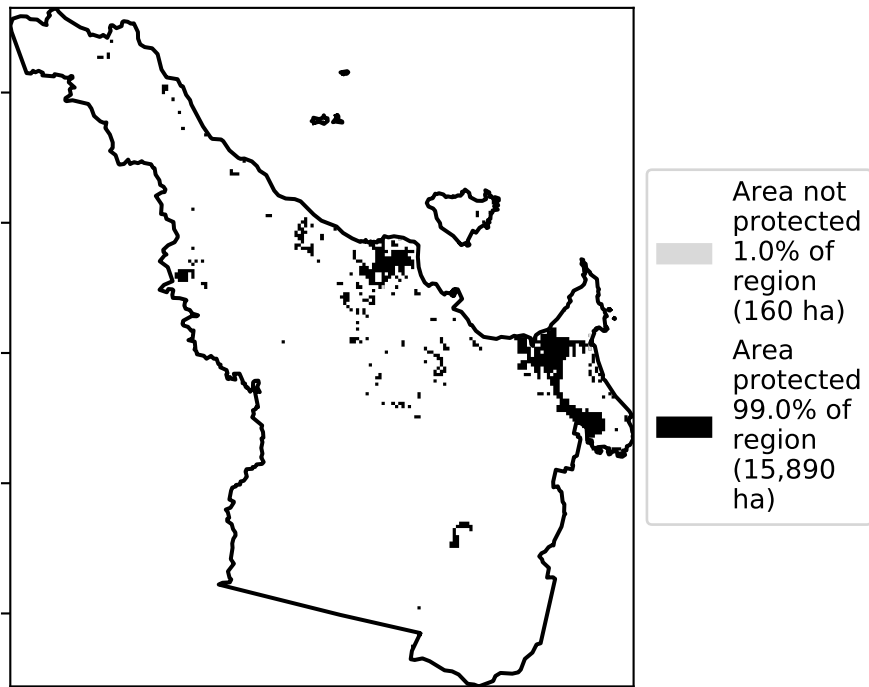 Area not
protected
1.0% of
region
(160 ha)
Area
protected
99.0% of
region
(15,890
ha)